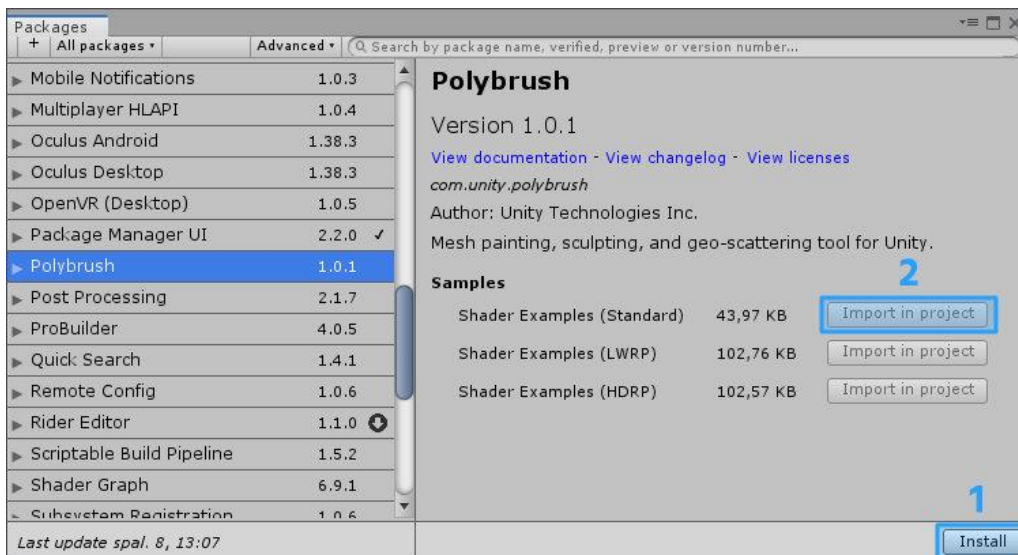 Packages
+ All packages Advanced Search by package name, verified, preview or version number...
Mobile Notifications 1.0.3
Multiplayer HLAPI 1.0.4
Oculus Android 1.38.3
Oculus Desktop 1.38.3
OpenVR (Desktop) 1.0.5
Package Manager UI 2.2.0 ✓
Polybrush 1.0.1
Post Processing 2.1.7
ProBuilder 4.0.5
Quick Search 1.4.1
Remote Config 1.0.6
Rider Editor 1.1.0
Scriptable Build Pipeline 1.5.2
Shader Graph 6.9.1
Subsystem Registration 1.0.6
Last update spal. 8, 13:07
Polybrush
Version 1.0.1
View documentation - View changelog - View licenses
com.unity.polybrush
Author: Unity Technologies Inc.
Mesh painting, sculpting, and geo-scattering tool for Unity.
2
Samples
Shader Examples (Standard) 43,97 KB Import in project
Shader Examples (LWRP) 102,76 KB Import in project
Shader Examples (HDRP) 102,57 KB Import in project
1
Install